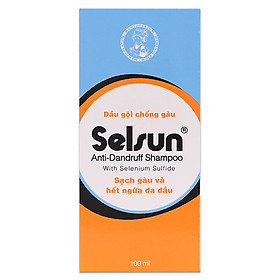 Dầu gội chống gàu
Selsun®
Anti-Dandruff Shampoo
With Selenium Sulfide
Sạch gàu và
hết ngứa da đầu
100 ml